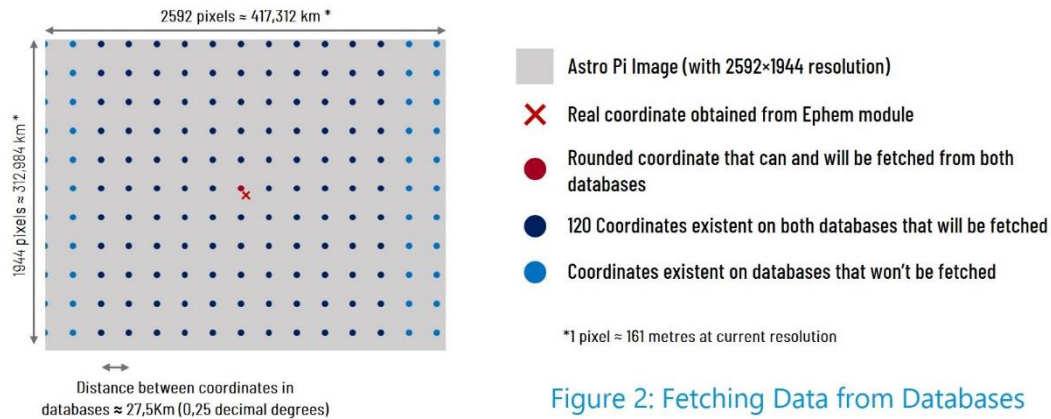 2592 pixels ≈ 417,312 km *
1944 pixels ≈ 312,984 km *
Distance between coordinates in
databases ≈ 27,5Km (0,25 decimal degrees)
Astro Pi Image (with 2592×1944 resolution)
Real coordinate obtained from Ephem module
Rounded coordinate that can and will be fetched from both
databases
120 Coordinates existent on both databases that will be fetched
Coordinates existent on databases that won't be fetched
*1 pixel ≈ 161 metres at current resolution
Figure 2: Fetching Data from Databases